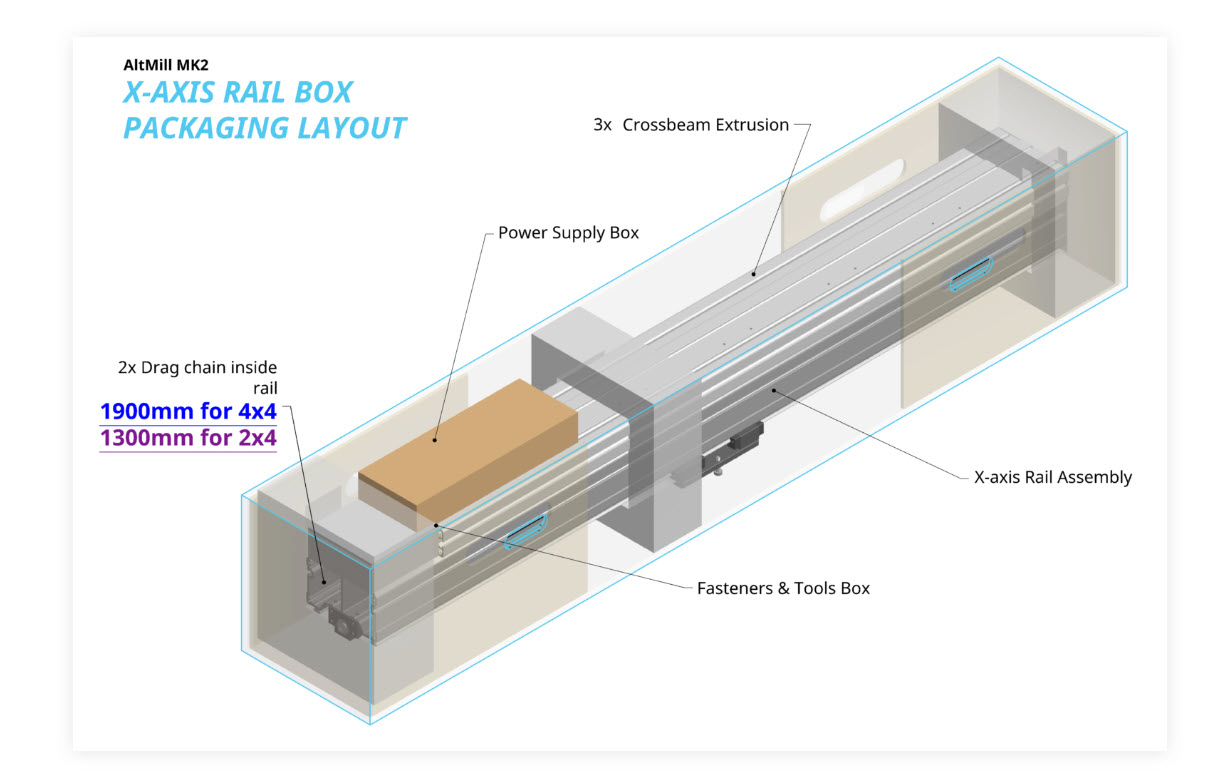 AltMill MK2
X-AXIS RAIL BOX
PACKAGING LAYOUT
3x Crossbeam Extrusion
Power Supply Box
2x Drag chain inside
rail
1900mm for 4x4
1300mm for 2x4
X-axis Rail Assembly
Fasteners & Tools Box